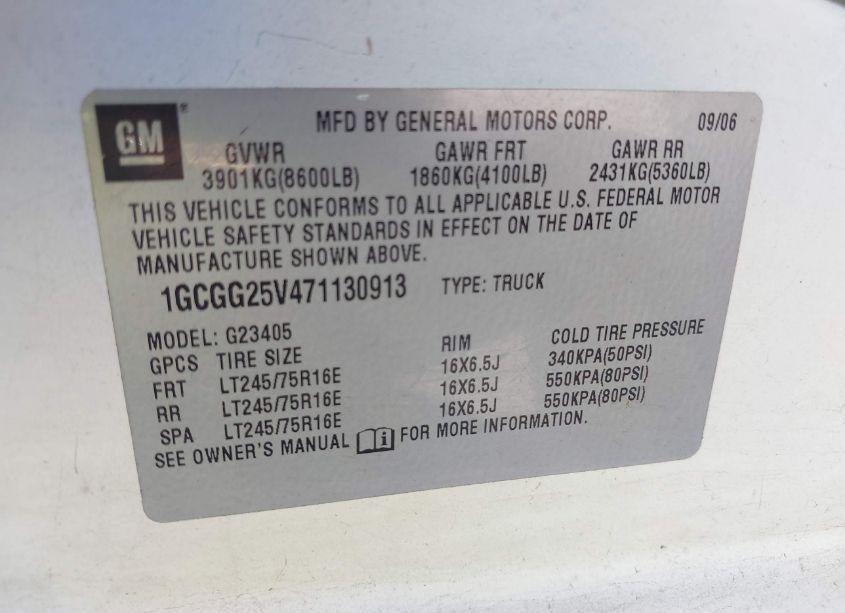 GM®
MFD BY GENERAL MOTORS CORP. 09/06
GVWR GAWR FRT GAWR RR
3901KG(8600LB) 1860KG(4100LB) 2431KG(5360LB)
THIS VEHICLE CONFORMS TO ALL APPLICABLE U.S. FEDERAL MOTOR
VEHICLE SAFETY STANDARDS IN EFFECT ON THE DATE OF
MANUFACTURE SHOWN ABOVE.
1GCGG25V471130913 TYPE: TRUCK
MODEL: G23405
GPCS TIRE SIZE RIM COLD TIRE PRESSURE
FRT LT245/75R16E 16X6.5J 340KPA(50PSI)
RR LT245/75R16E 16X6.5J 550KPA(80PSI)
SPA LT245/75R16E 16X6.5J 550KPA(80PSI)
SEE OWNER'S MANUAL i FOR MORE INFORMATION.